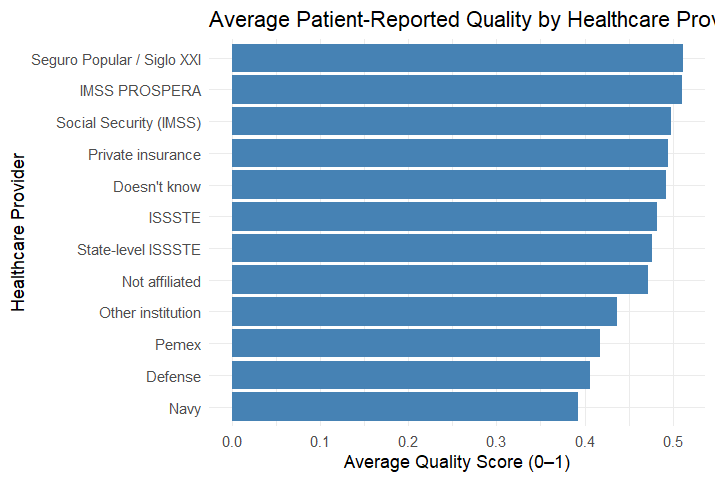 Average Patient-Reported Quality by Healthcare Prov
Seguro Popular / Siglo XXI
IMSS PROSPERA
Social Security (IMSS)
Private insurance
Doesn't know
ISSSTE
State-level ISSSTE
Not affiliated
Other institution
Pemex
Defense
Navy
Healthcare Provider
0.0 0.1 0.2 0.3 0.4 0.5
Average Quality Score (0–1)